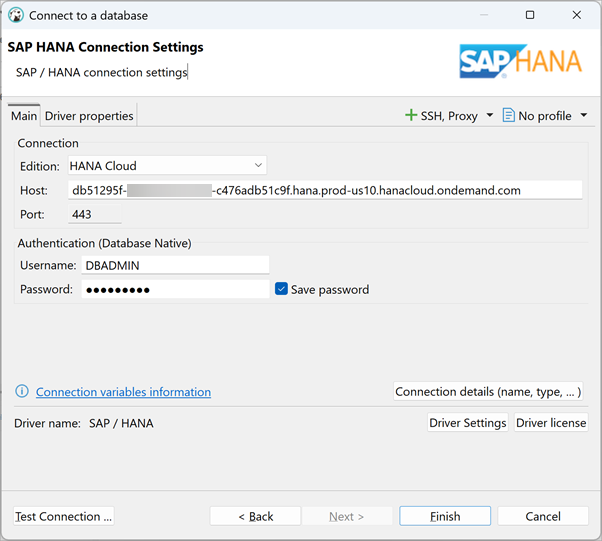 Connect to a database
SAP HANA Connection Settings
SAP / HANA connection settings
SAP HANA
Main
Driver properties
SSH, Proxy
No profile
Connection
Edition: HANA Cloud
Host: db51295f- -c476adb51c9f.hana.prod-us10.hanacloud.ondemand.com
Port: 443
Authentication (Database Native)
Username: DBADMIN
Password: ●●●●●●●●● Save password
Connection variables information
Connection details (name, type, ... )
Driver name: SAP / HANA
Driver Settings
Driver license
Test Connection ...
< Back
Next >
Finish
Cancel